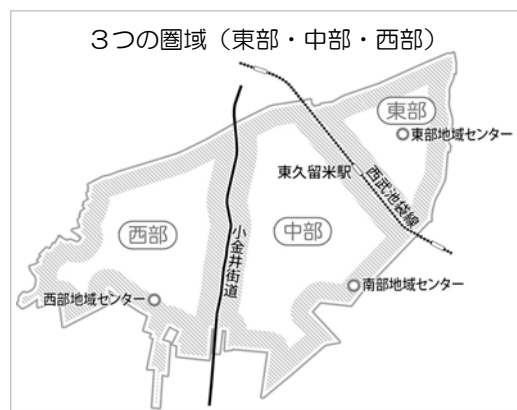 ３つの圏域（東部・中部・西部）
東部
東部地域センター
東久留米駅
西武池袋線
西部
中部
小金井街道
西部地域センター
南部地域センター